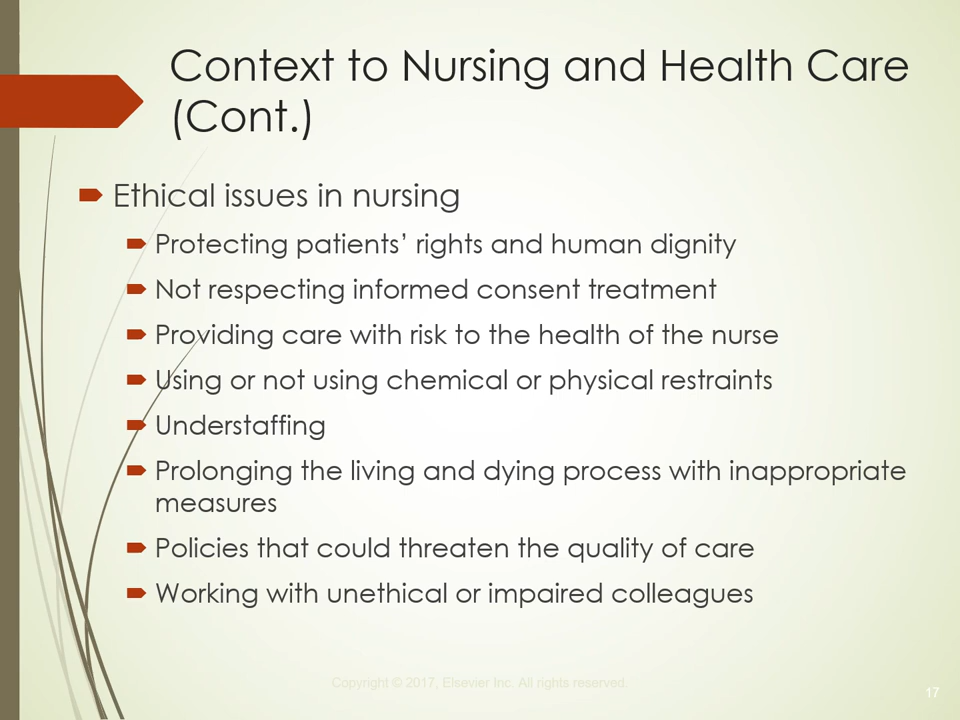 Context to Nursing and Health Care
(Cont.)
Ethical issues in nursing
Protecting patients’ rights and human dignity
Not respecting informed consent treatment
Providing care with risk to the health of the nurse
Using or not using chemical or physical restraints
Understaffing
Prolonging the living and dying process with inappropriate
measures
Policies that could threaten the quality of care
Working with unethical or impaired colleagues
Copyright © 2017, Elsevier Inc. All rights reserved.
17